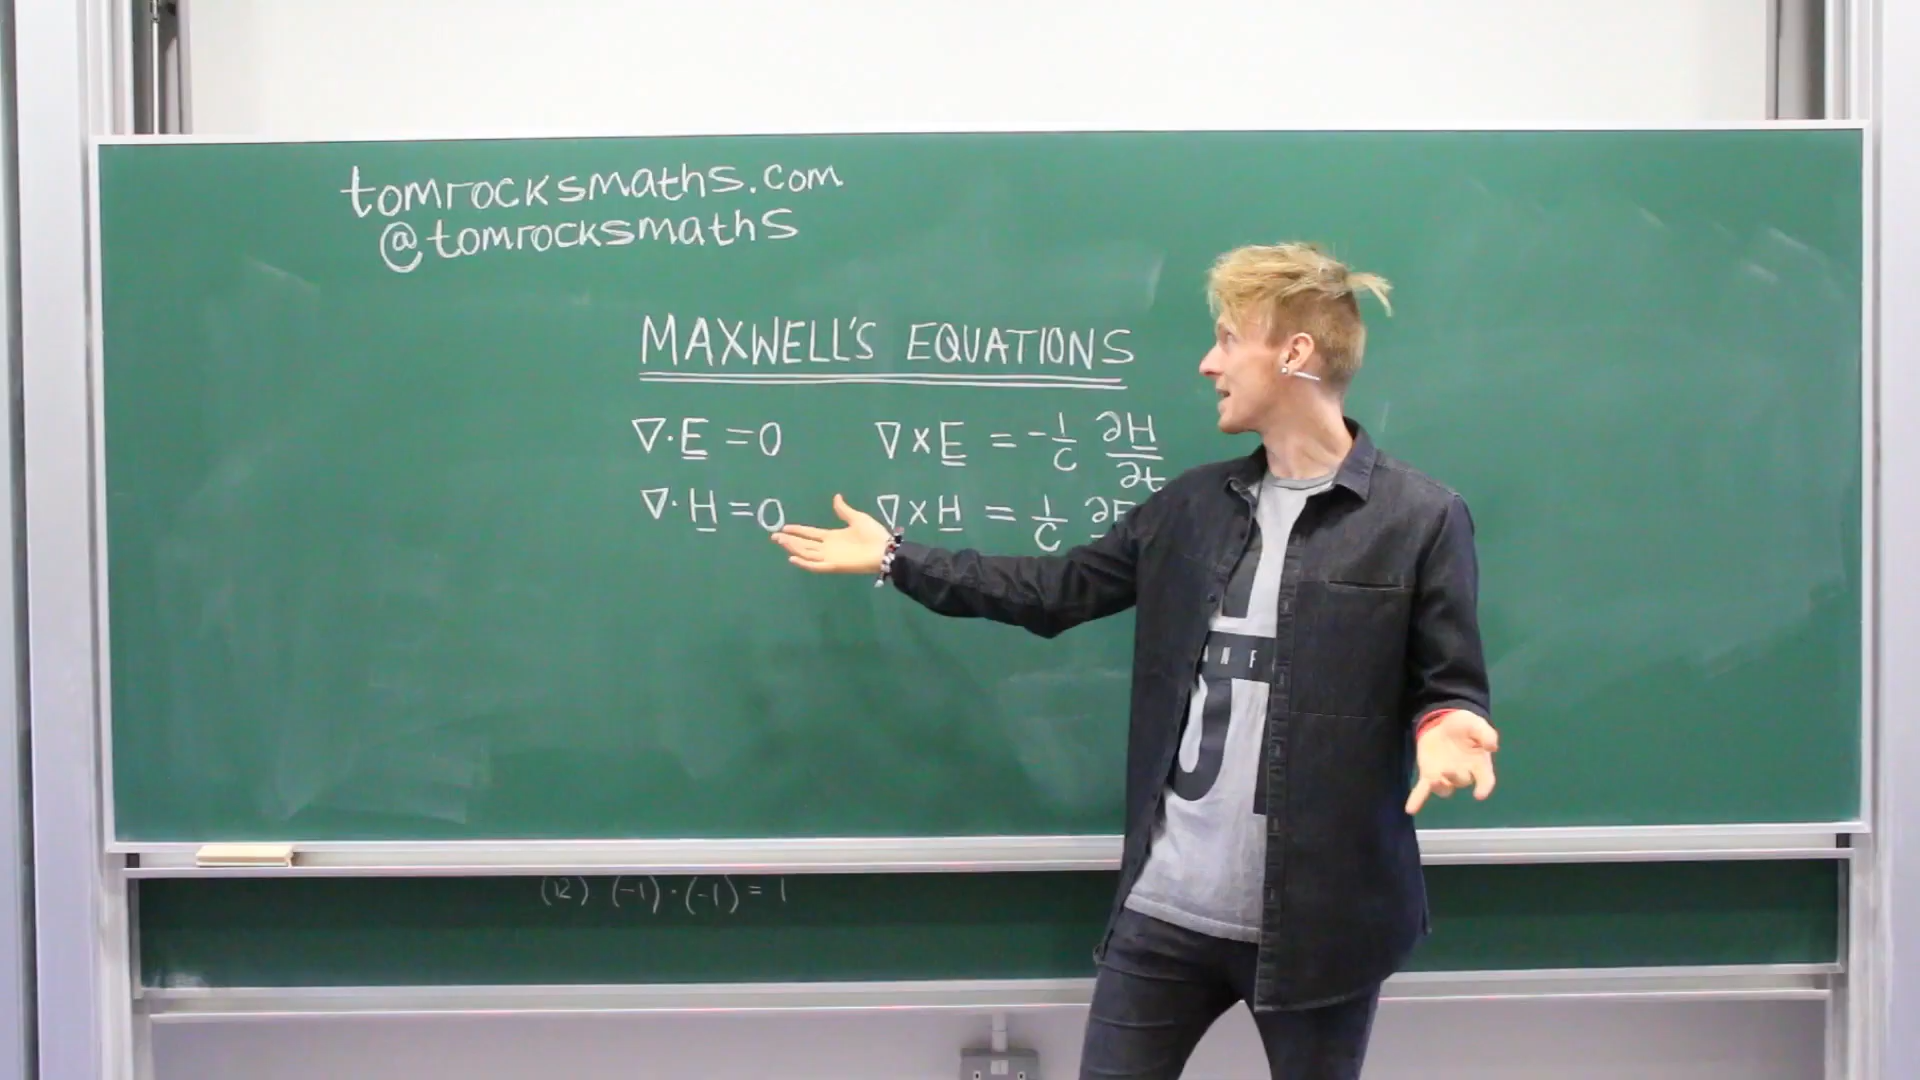 tomrocksmaths.com
@tomrocksmaths
MAXWELL'S EQUATIONS
∇·E=0 ∇×E = -1/c ∂H/∂t
∇·H=0 ∇×H = 1/c ∂E
(12) (-1)·(-1)=1